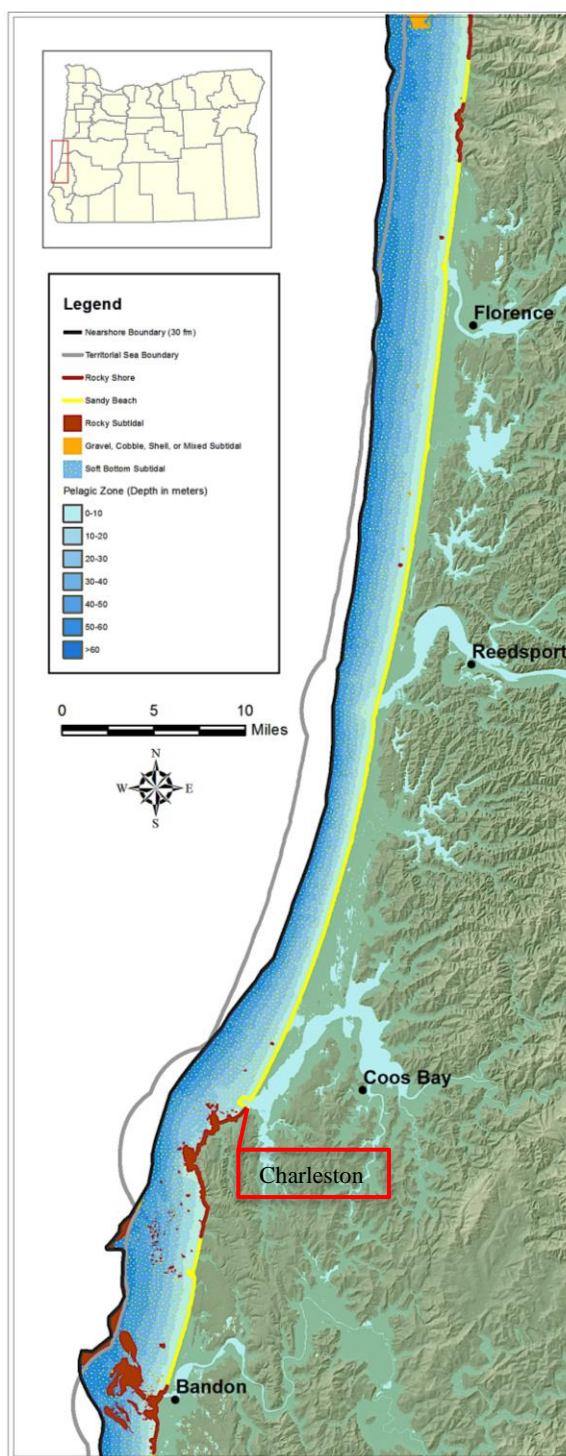 Legend
Nearshore Boundary (30 fm)
Territorial Sea Boundary
Rocky Shore
Sandy Beach
Rocky Subtidal
Gravel, Cobble, Shell, or Mixed Subtidal
Soft Bottom Subtidal
Pelagic Zone (Depth in meters)
0-10
10-20
20-30
30-40
40-50
50-60
>60
0 5 10
Miles
N
W E
S
Florence
Reedsport
Coos Bay
Charleston
Bandon